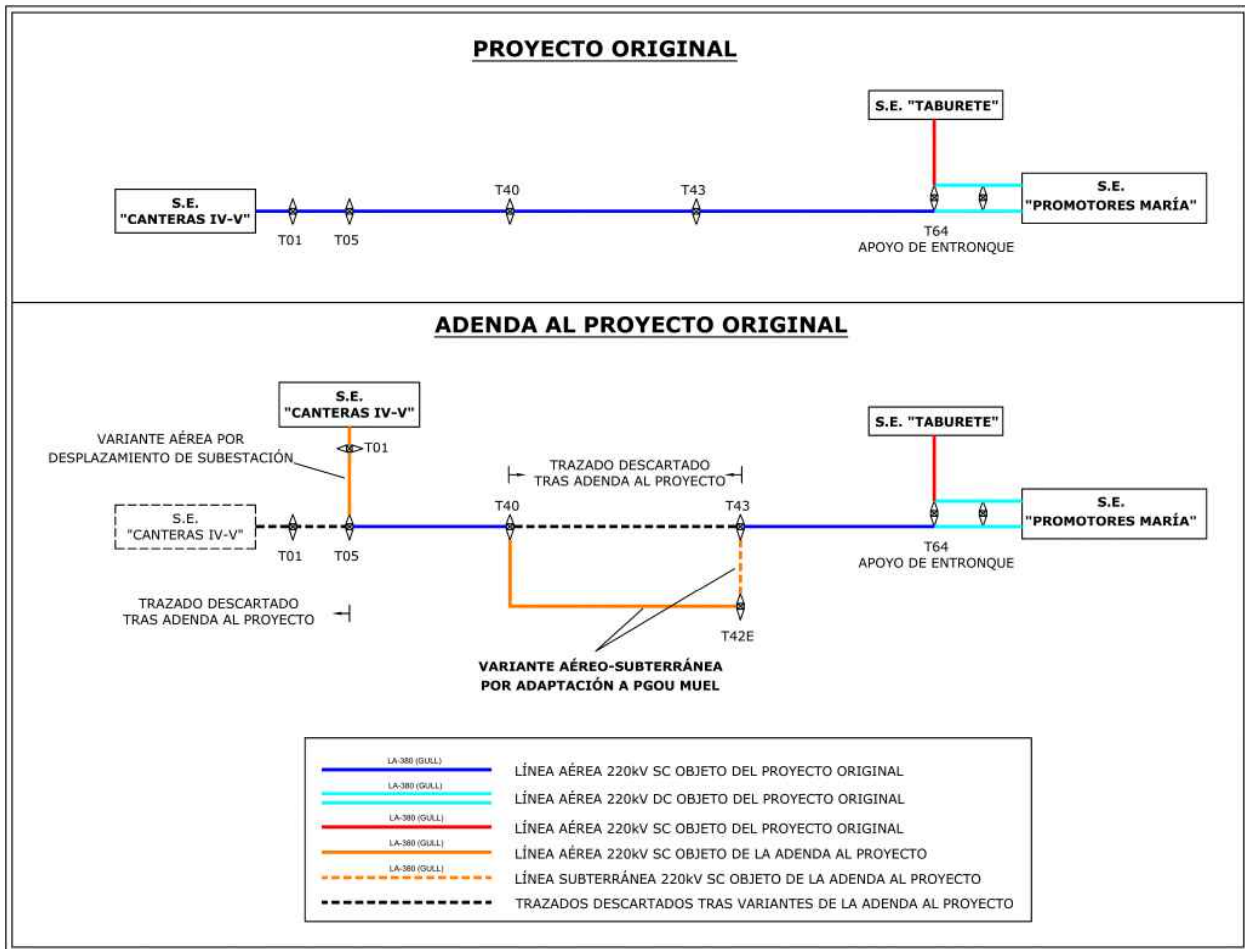 PROYECTO ORIGINAL
S.E. "TABURETE"
S.E.
"CANTERAS IV-V"
T01
T05
T40
T43
S.E.
"PROMOTORES MARÍA"
T64
APOYO DE ENTRONQUE
ADENDA AL PROYECTO ORIGINAL
S.E.
"CANTERAS IV-V"
VARIANTE AÉREA POR
DESPLAZAMIENTO DE SUBESTACIÓN
T01
S.E.
"CANTERAS IV-V"
T01
T05
TRAZADO DESCARTADO
TRAS ADENDA AL PROYECTO
TRAZADO DESCARTADO
TRAS ADENDA AL PROYECTO
T40
T43
T42E
VARIANTE AÉREO-SUBTERRÁNEA
POR ADAPTACIÓN A PGOU MUEL
S.E. "TABURETE"
S.E.
"PROMOTORES MARÍA"
T64
APOYO DE ENTRONQUE
LA-380 (GULL)
LÍNEA AÉREA 220kV SC OBJETO DEL PROYECTO ORIGINAL
LA-380 (GULL)
LÍNEA AÉREA 220kV DC OBJETO DEL PROYECTO ORIGINAL
LA-380 (GULL)
LÍNEA AÉREA 220kV SC OBJETO DEL PROYECTO ORIGINAL
LA-380 (GULL)
LÍNEA AÉREA 220kV SC OBJETO DE LA ADENDA AL PROYECTO
LA-380 (GULL)
LÍNEA SUBTERRÁNEA 220kV SC OBJETO DE LA ADENDA AL PROYECTO
TRAZADOS DESCARTADOS TRAS VARIANTES DE LA ADENDA AL PROYECTO